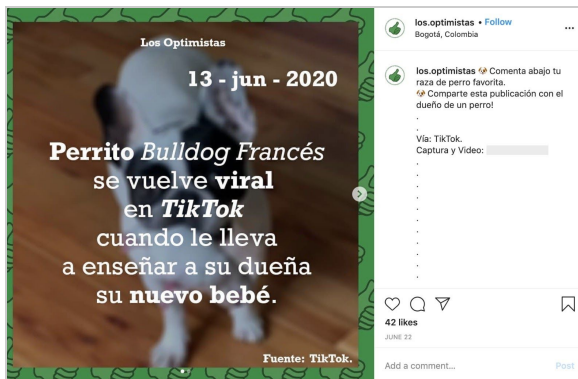 Los Optimistas
13 - jun - 2020
Perrito Bulldog Francés
se vuelve viral
en TikTok
cuando le lleva
a enseñar a su dueña
su nuevo bebé.
Fuente: TikTok.
los.optimistas • Follow
Bogotá, Colombia
los.optimistas 🐶 Comenta abajo tu
raza de perro favorita.
🐶 Comparte esta publicación con el
dueño de un perro!
.
.
Vía: TikTok.
Captura y Video:
.
.
.
.
.
.
.
.
.
42 likes
JUNE 22
Add a comment...
Post